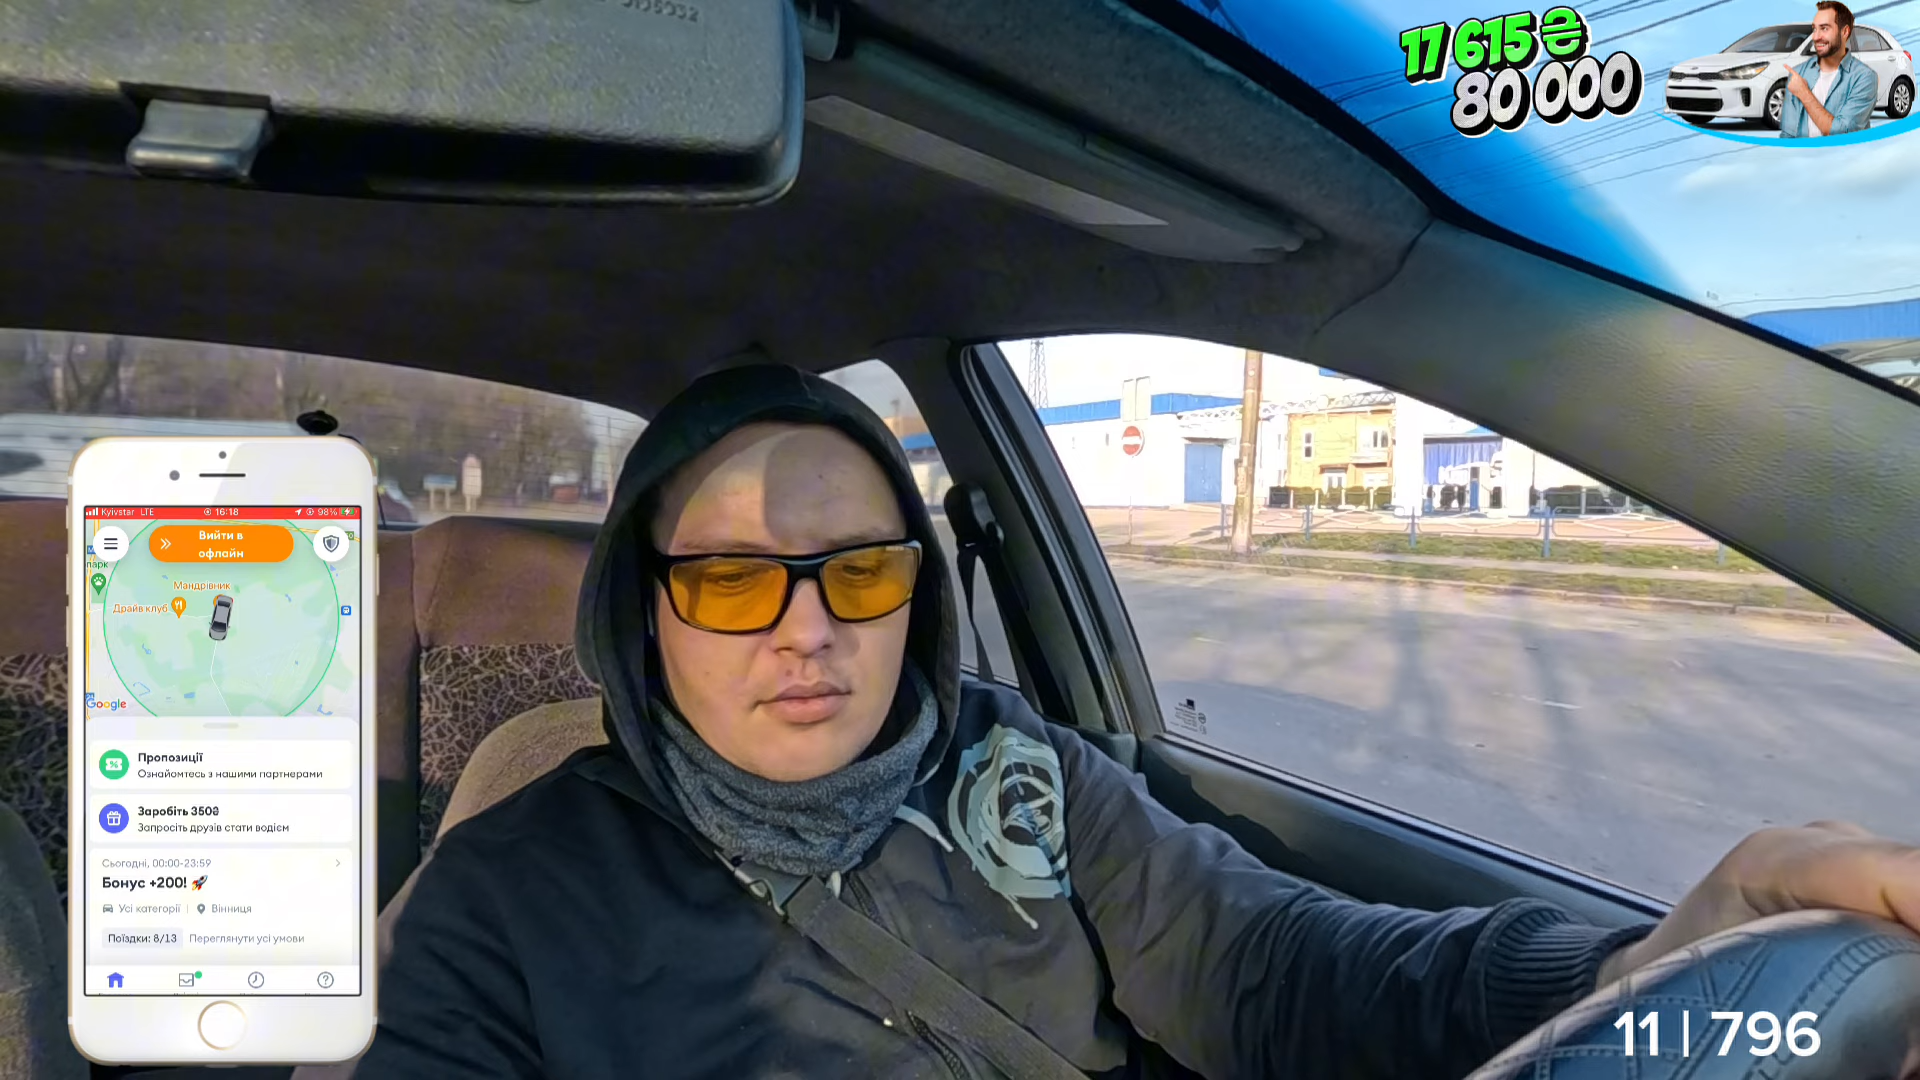 17 615 ₴
80 000
Kyivstar LTE
16:18
98%
Вийти в
офлайн
парк
Мандрівник
Драйв клуб
Google
Пропозиції
Ознайомтесь з нашими партнерами
Заробіть 350₴
Запросіть друзів стати водієм
Сьогодні, 00:00-23:59
Бонус +200! 🚀
Усі категорії | Вінниця
Поїздки: 8/13 Переглянути усі умови
11 | 796